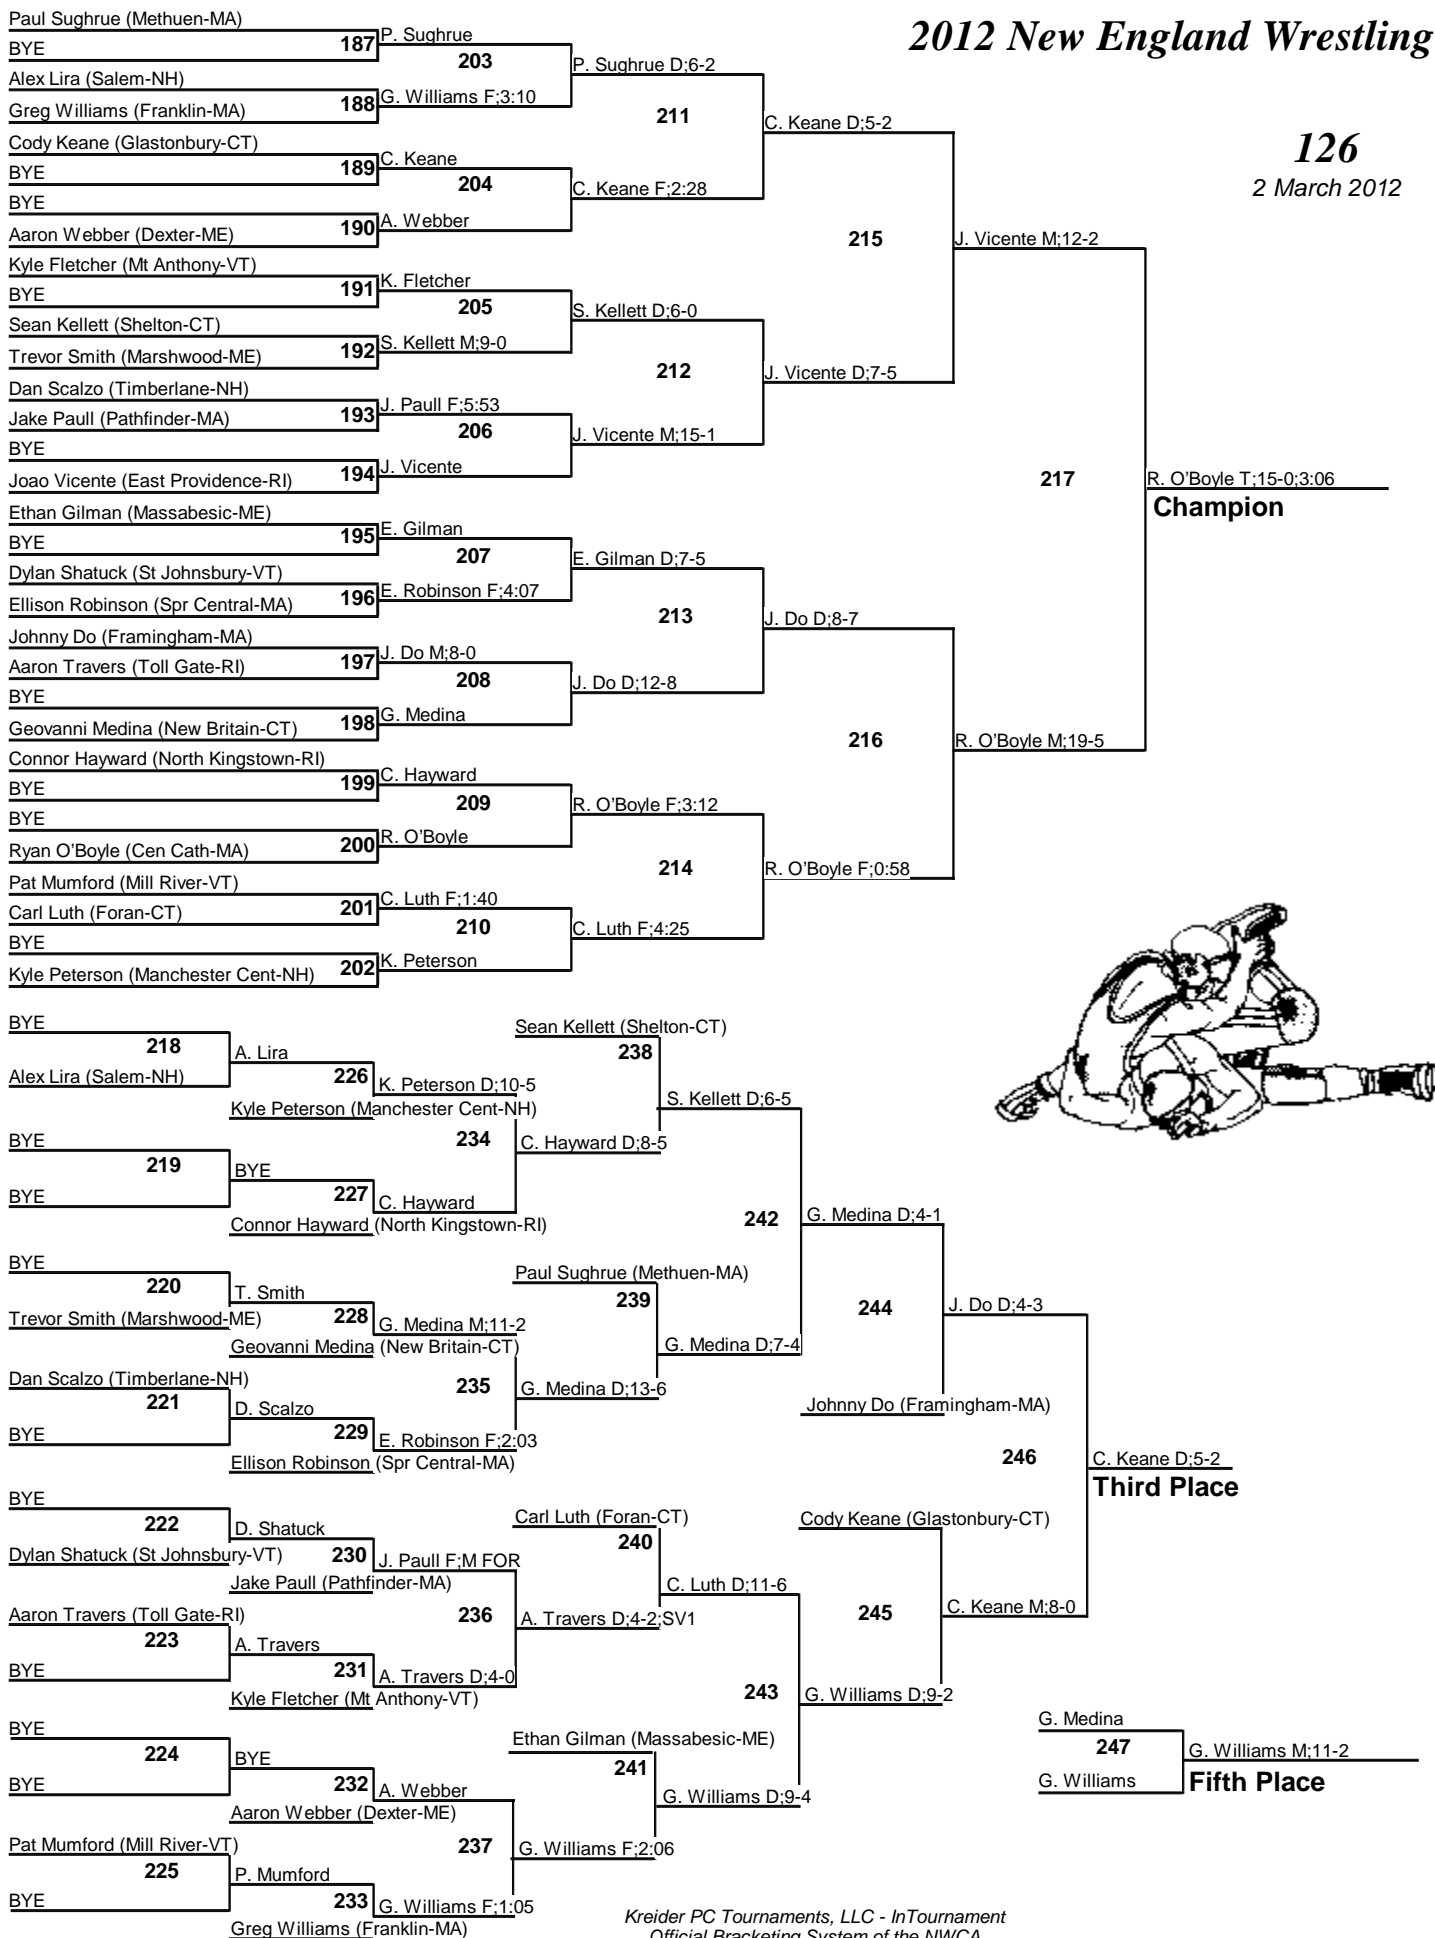 2012 New England Wrestling
126
2 March 2012
Paul Sughrue (Methuen-MA)
BYE
187
P. Sughrue
203
Alex Lira (Salem-NH)
Greg Williams (Franklin-MA)
188
G. Williams F;3:10
P. Sughrue D;6-2
211
Cody Keane (Glastonbury-CT)
BYE
189
C. Keane
204
BYE
Aaron Webber (Dexter-ME)
190
A. Webber
C. Keane F;2:28
C. Keane D;5-2
215
Kyle Fletcher (Mt Anthony-VT)
BYE
191
K. Fletcher
205
Sean Kellett (Shelton-CT)
Trevor Smith (Marshwood-ME)
192
S. Kellett M;9-0
S. Kellett D;6-0
212
Dan Scalzo (Timberlane-NH)
Jake Paull (Pathfinder-MA)
193
J. Paull F;5:53
206
BYE
Joao Vicente (East Providence-RI)
194
J. Vicente
J. Vicente M;15-1
J. Vicente D;7-5
J. Vicente M;12-2
217
R. O'Boyle T;15-0;3:06
Champion
Ethan Gilman (Massabesic-ME)
BYE
195
E. Gilman
207
Dylan Shatuck (St Johnsbury-VT)
Ellison Robinson (Spr Central-MA)
196
E. Robinson F;4:07
E. Gilman D;7-5
213
Johnny Do (Framingham-MA)
Aaron Travers (Toll Gate-RI)
197
J. Do M;8-0
208
BYE
Geovanni Medina (New Britain-CT)
198
G. Medina
J. Do D;12-8
J. Do D;8-7
216
R. O'Boyle M;19-5
Connor Hayward (North Kingstown-RI)
BYE
199
C. Hayward
209
BYE
Ryan O'Boyle (Cen Cath-MA)
200
R. O'Boyle
R. O'Boyle F;3:12
214
R. O'Boyle F;0:58
Pat Mumford (Mill River-VT)
Carl Luth (Foran-CT)
201
C. Luth F;1:40
210
BYE
Kyle Peterson (Manchester Cent-NH)
202
K. Peterson
C. Luth F;4:25
BYE
218
Alex Lira (Salem-NH)
A. Lira
226
Kyle Peterson (Manchester Cent-NH)
K. Peterson D;10-5
234
BYE
219
BYE
BYE
227
Connor Hayward (North Kingstown-RI)
C. Hayward
C. Hayward D;8-5
Sean Kellett (Shelton-CT)
238
S. Kellett D;6-5
242
BYE
220
Trevor Smith (Marshwood-ME)
T. Smith
228
Geovanni Medina (New Britain-CT)
G. Medina M;11-2
235
Dan Scalzo (Timberlane-NH)
221
BYE
D. Scalzo
229
Ellison Robinson (Spr Central-MA)
E. Robinson F;2:03
G. Medina D;13-6
Paul Sughrue (Methuen-MA)
239
G. Medina D;7-4
G. Medina D;4-1
244
Johnny Do (Framingham-MA)
J. Do D;4-3
246
C. Keane D;5-2
Third Place
BYE
222
Dylan Shatuck (St Johnsbury-VT)
D. Shatuck
230
Jake Paull (Pathfinder-MA)
J. Paull F;M FOR
236
Aaron Travers (Toll Gate-RI)
223
BYE
A. Travers
231
Kyle Fletcher (Mt Anthony-VT)
A. Travers D;4-0
A. Travers D;4-2;SV1
Carl Luth (Foran-CT)
240
C. Luth D;11-6
243
Cody Keane (Glastonbury-CT)
245
C. Keane M;8-0
G. Williams D;9-2
BYE
224
BYE
BYE
232
Aaron Webber (Dexter-ME)
A. Webber
237
Pat Mumford (Mill River-VT)
225
BYE
P. Mumford
233
Greg Williams (Franklin-MA)
G. Williams F;1:05
G. Williams F;2:06
Ethan Gilman (Massabesic-ME)
241
G. Williams D;9-4
G. Medina
247
G. Williams
G. Williams M;11-2
Fifth Place
Kreider PC Tournaments, LLC - InTournament
Official Bracketing System of the NWCA